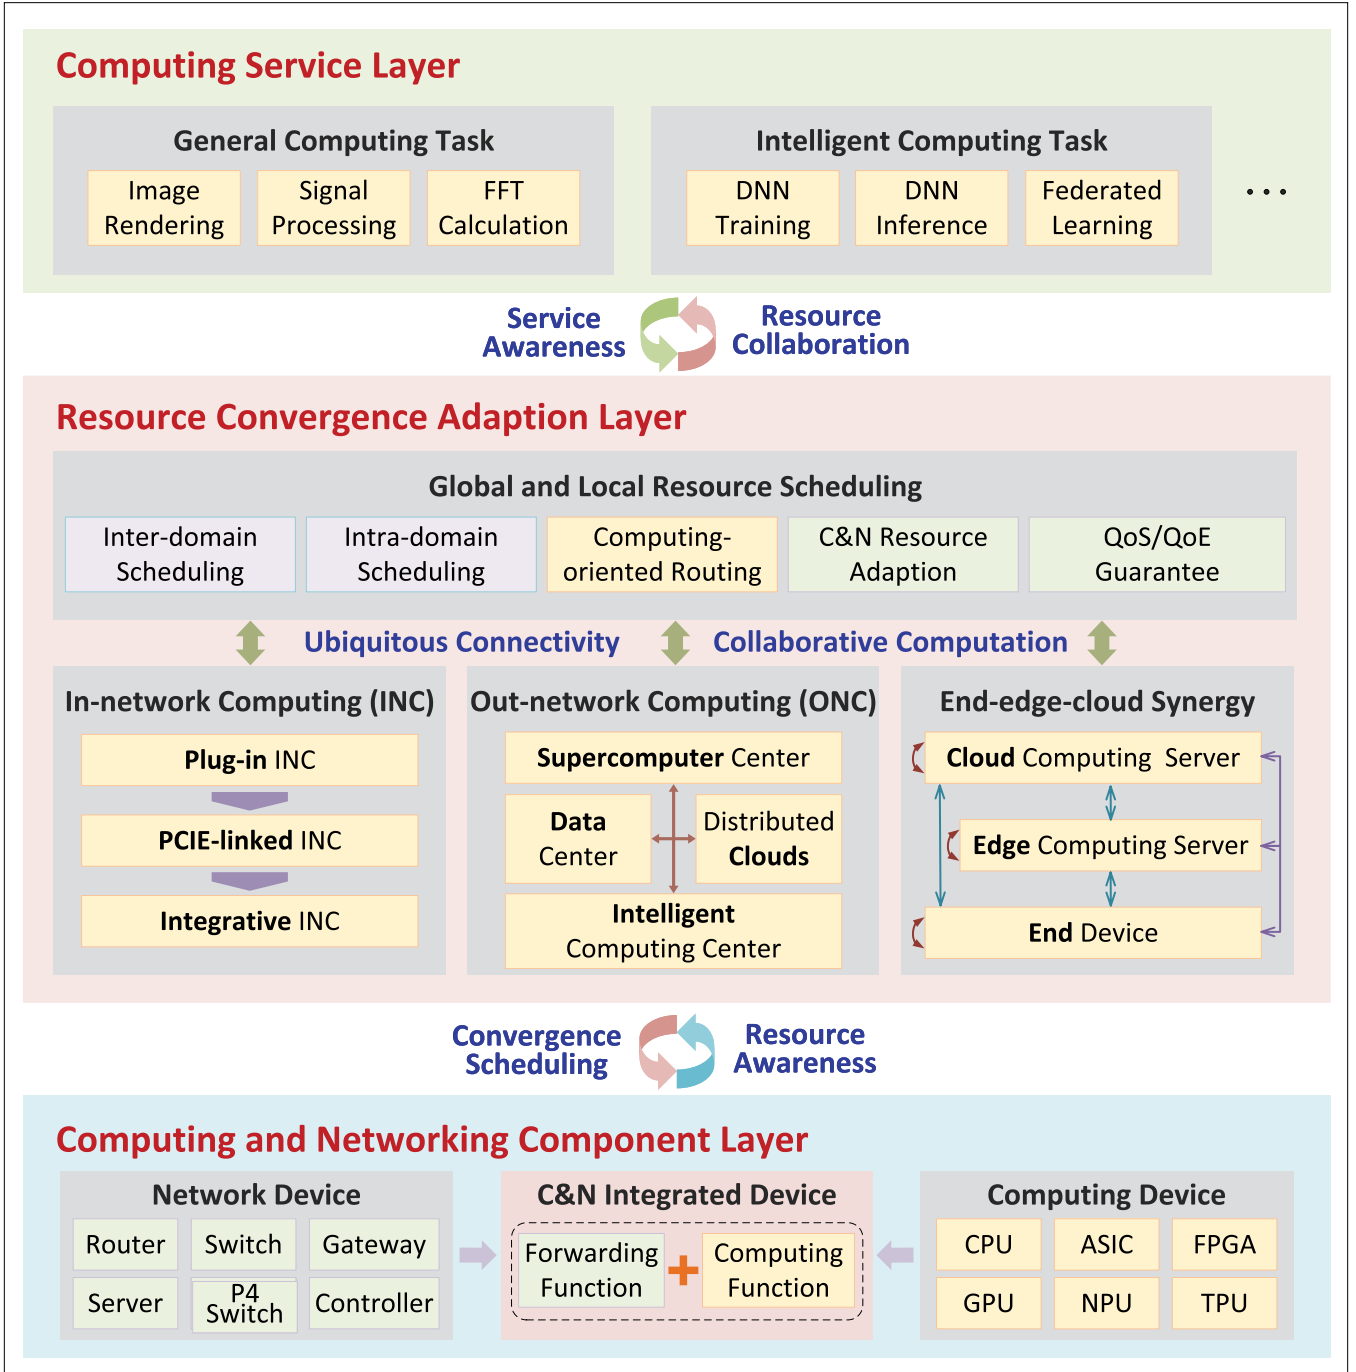 Computing Service Layer
General Computing Task
Image
Rendering
Signal
Processing
FFT
Calculation
Intelligent Computing Task
DNN
Training
DNN
Inference
Federated
Learning
...
Service
Awareness
Resource
Collaboration
Resource Convergence Adaption Layer
Global and Local Resource Scheduling
Inter-domain
Scheduling
Intra-domain
Scheduling
Computing-
oriented Routing
C&N Resource
Adaption
QoS/QoE
Guarantee
Ubiquitous Connectivity
Collaborative Computation
In-network Computing (INC)
Plug-in INC
PCIE-linked INC
Integrative INC
Out-network Computing (ONC)
Supercomputer Center
Data
Center
Distributed
Clouds
Intelligent
Computing Center
End-edge-cloud Synergy
Cloud Computing Server
Edge Computing Server
End Device
Convergence
Scheduling
Resource
Awareness
Computing and Networking Component Layer
Network Device
Router
Switch
Gateway
Server
P4
Switch
Controller
C&N Integrated Device
Forwarding
Function
+
Computing
Function
Computing Device
CPU
ASIC
FPGA
GPU
NPU
TPU